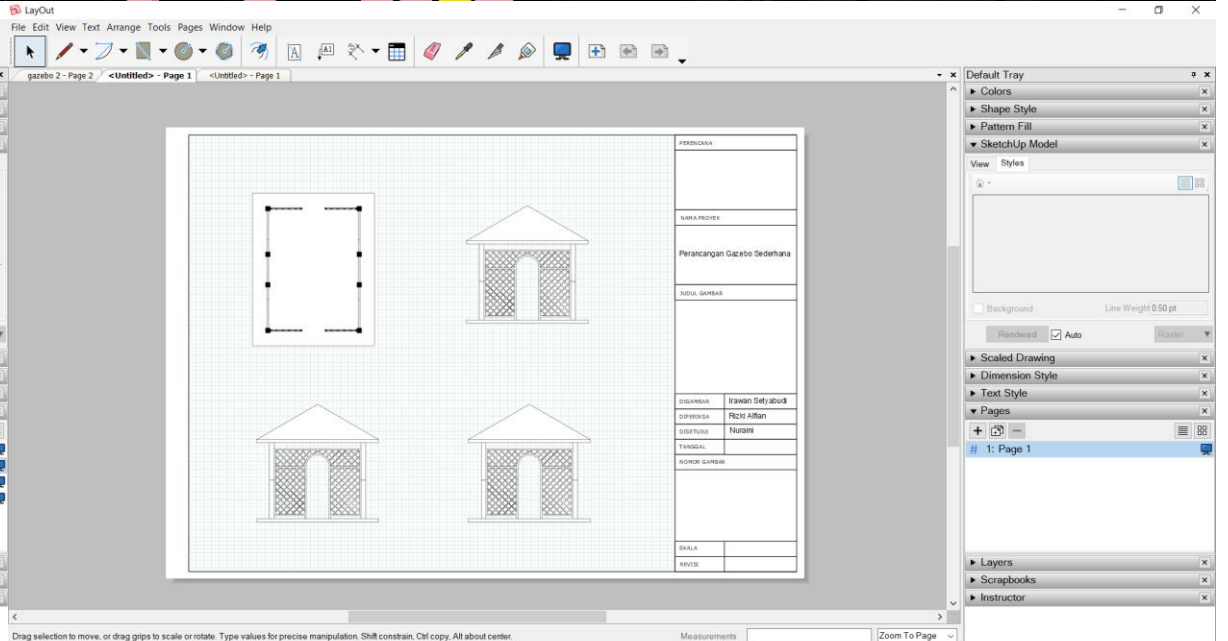 LayOut
File Edit View Text Arrange Tools Pages Window Help
gazebo 2 - Page 2 <Untitled> - Page 1 <Untitled> - Page 1
Default Tray
Colors
Shape Style
Pattern Fill
SketchUp Model
View Styles
Background Line Weight 0.50 pt
Rendered Auto Raster
Scaled Drawing
Dimension Style
Text Style
Pages
# 1: Page 1
Layers
Scrapbooks
Instructor
PERENCANA
NAMA PROYEK
Perancangan Gazebo Sederhana
JUDUL GAMBAR
DIGAMBAR Irawan Setyabudi
DIPERIKSA Rizki Alfian
DISETUJUI Nuraini
TANGGAL
NOMOR GAMBAR
SKALA
REVISI
Drag selection to move, or drag grips to scale or rotate. Type values for precise manipulation. Shift constrain, Ctrl copy, Alt about center.
Measurements
Zoom To Page